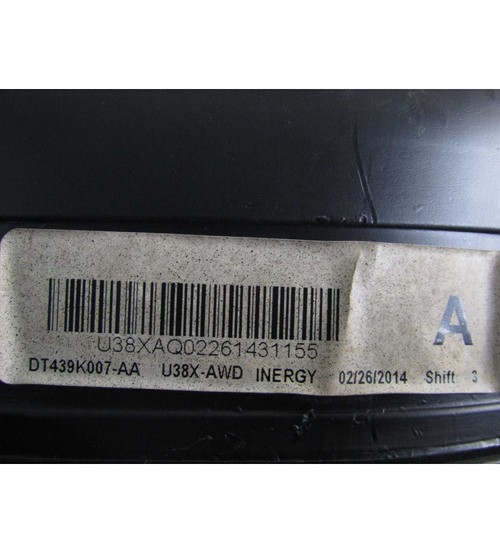 A
U38XAQ02261431155
DT439K007-AA U38X-AWD INERGY 02/26/2014 Shift 3